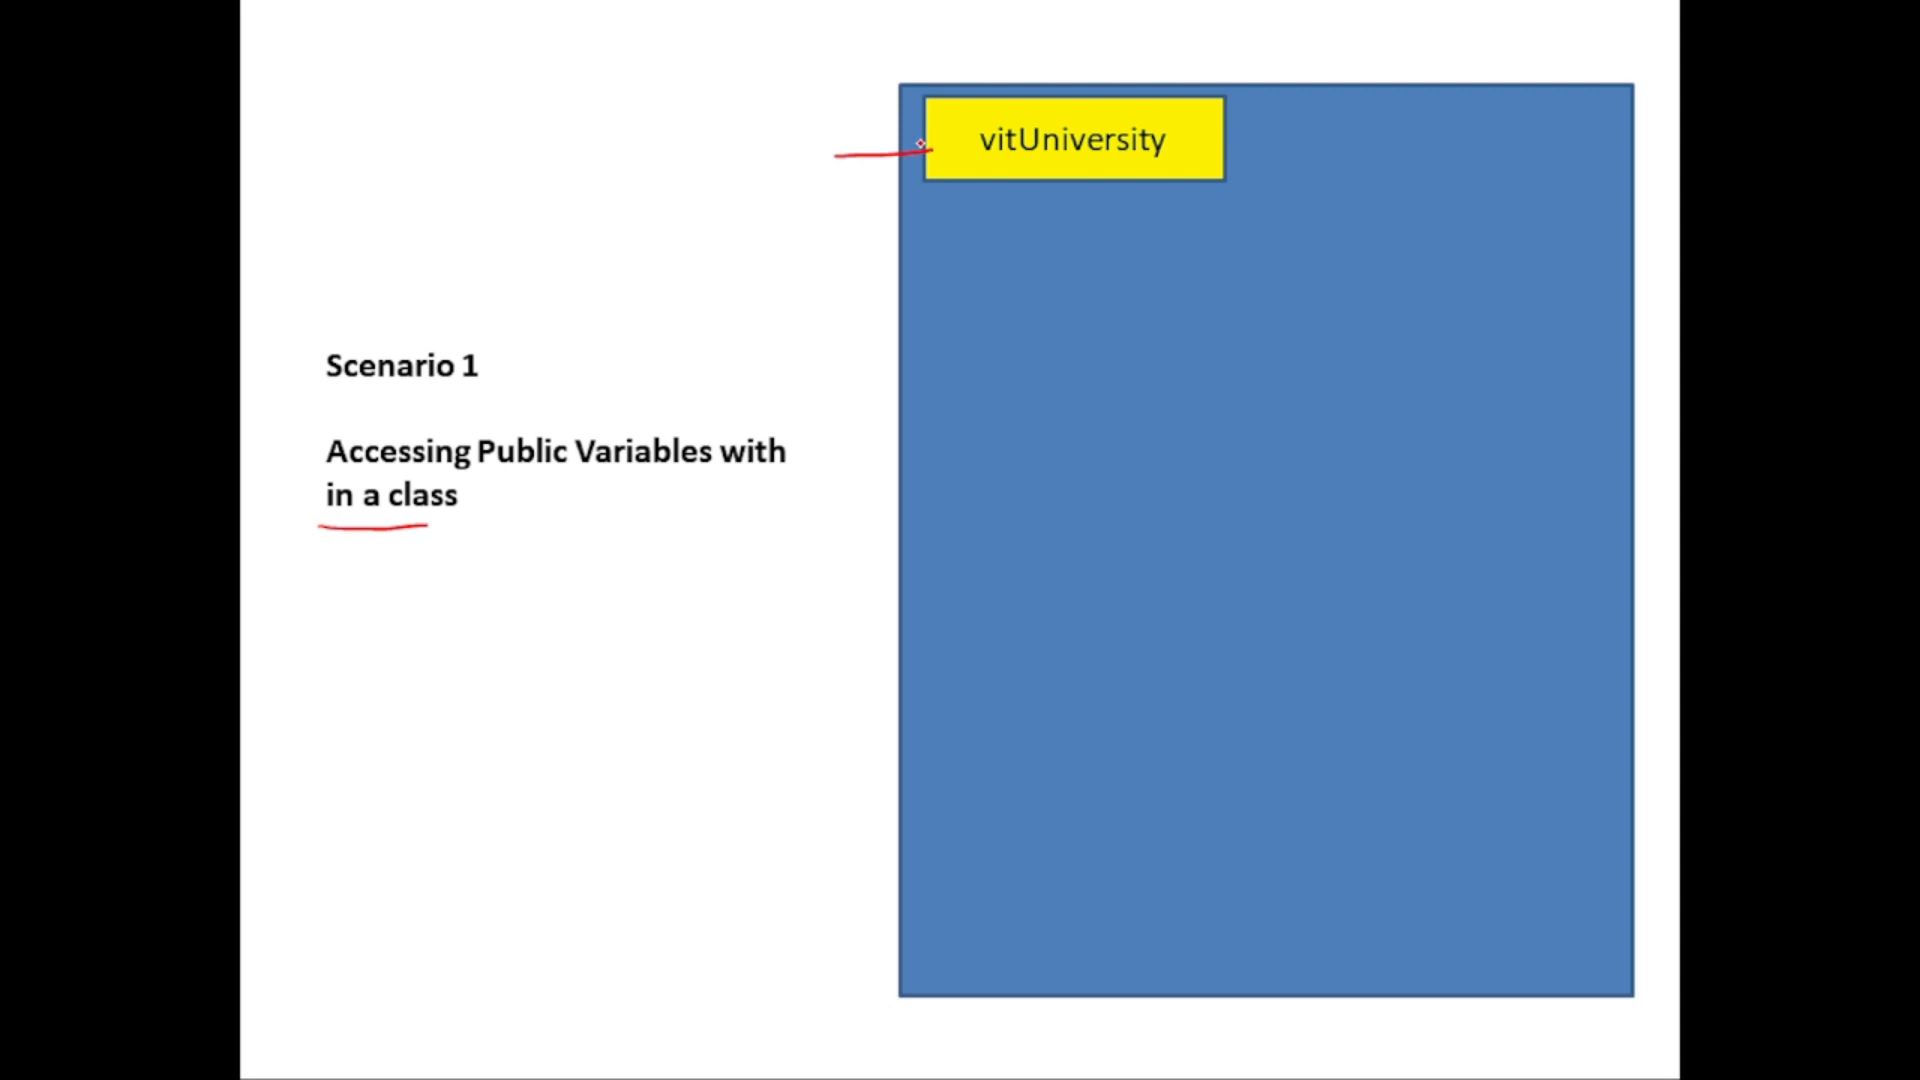 vitUniversity
Scenario 1
Accessing Public Variables with
in a class